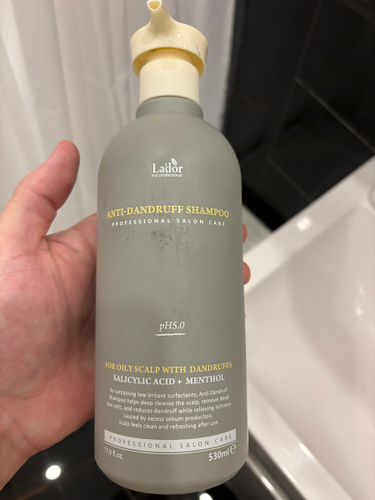 La'dor
eco professional
ANTI-DANDRUFF SHAMPOO
PROFESSIONAL SALON CARE
pH5.0
FOR OILY SCALP WITH DANDRUFFS
SALICYLIC ACID + MENTHOL
By containing low irritant surfactants, Anti Dandruff
Shampoo helps deep cleanse the scalp, remove dead
skin cells, and reduces dandruff while relieving itchiness
caused by excess sebum production.
Scalp feels clean and refreshing after use.
PROFESSIONAL SALON CARE
17.9 fl.oz. 530ml e